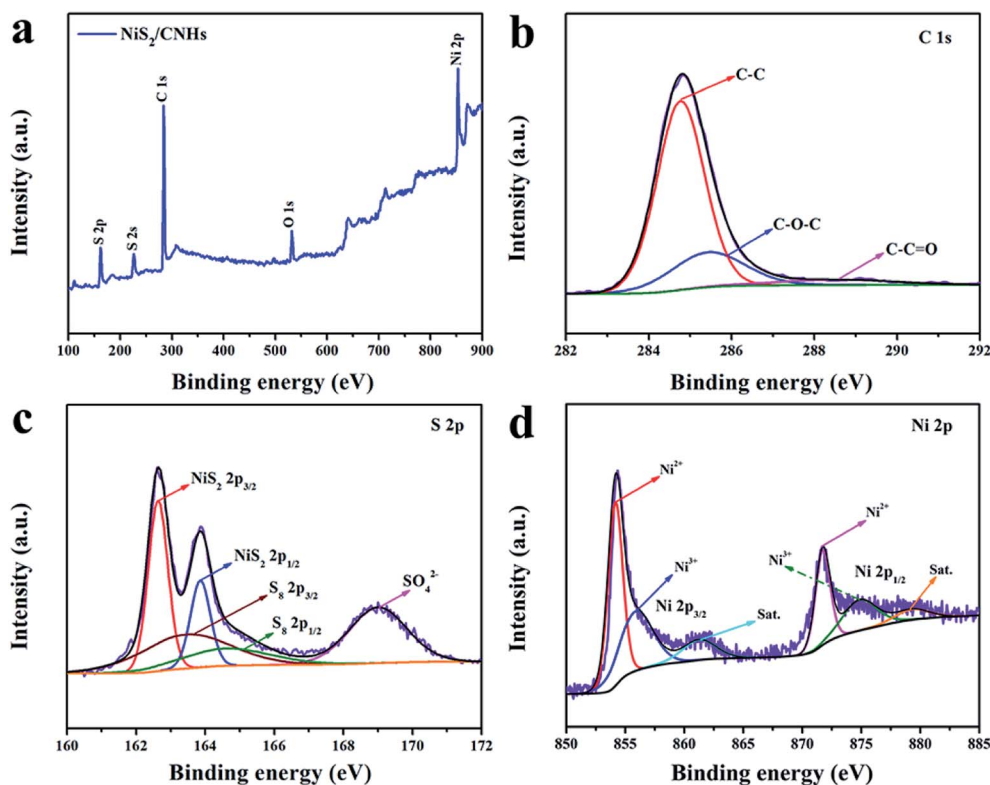 a
NiS₂/CNHs
S 2p
S 2s
C 1s
O 1s
Ni 2p
Intensity (a.u.)
100 200 300 400 500 600 700 800 900
Binding energy (eV)
b
C 1s
C-C
C-O-C
C-C=O
Intensity (a.u.)
282 284 286 288 290 292
Binding energy (eV)
c
S 2p
NiS₂ 2p₃/₂
NiS₂ 2p₁/₂
S₈ 2p₃/₂
S₈ 2p₁/₂
SO₄²⁻
Intensity (a.u.)
160 162 164 166 168 170 172
Binding energy (eV)
d
Ni 2p
Ni²⁺
Ni³⁺
Ni 2p₃/₂
Sat.
Ni²⁺
Ni³⁺
Ni 2p₁/₂
Sat.
Intensity (a.u.)
850 855 860 865 870 875 880 885
Binding energy (eV)